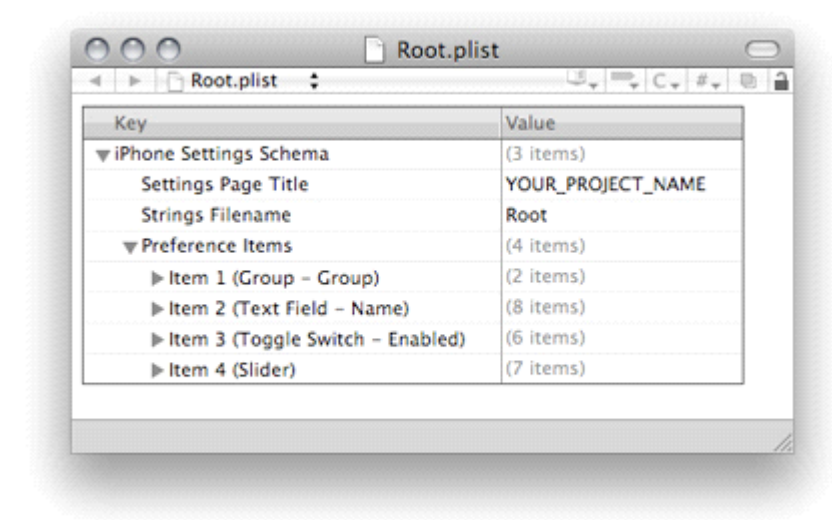 Root.plist
Root.plist C #
Key Value
iPhone Settings Schema (3 items)
Settings Page Title YOUR_PROJECT_NAME
Strings Filename Root
Preference Items (4 items)
Item 1 (Group – Group) (2 items)
Item 2 (Text Field – Name) (8 items)
Item 3 (Toggle Switch – Enabled) (6 items)
Item 4 (Slider) (7 items)